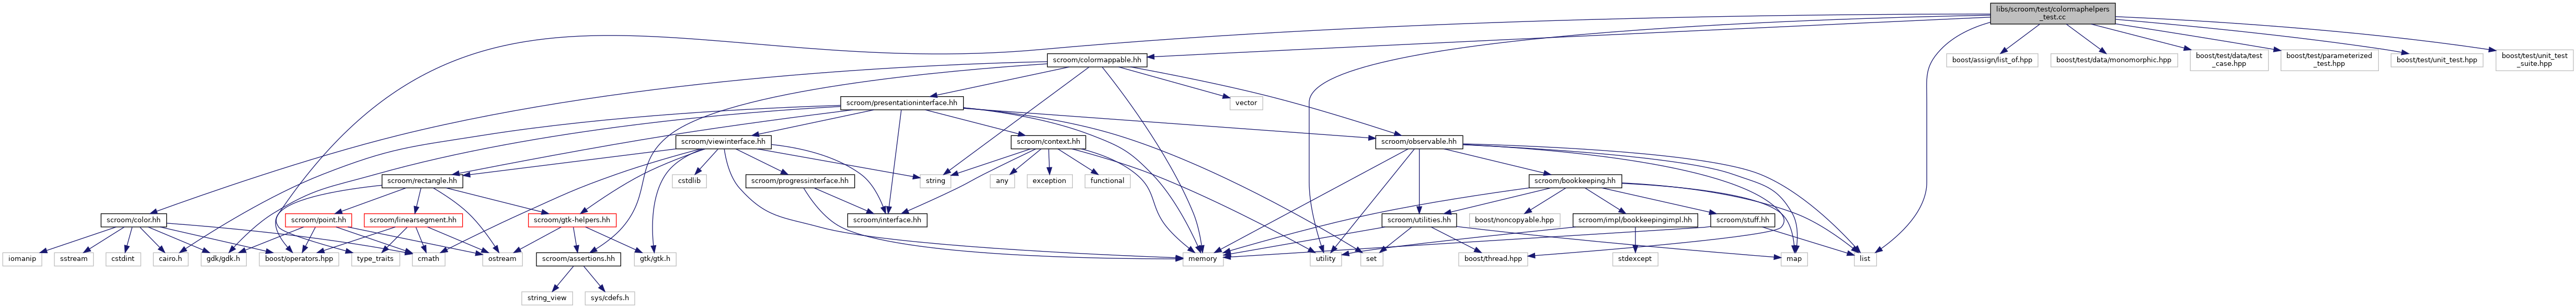 libs/scroom/test/colormaphelpers
_test.cc
scroom/colormappable.hh
boost/assign/list_of.hpp
boost/test/data/monomorphic.hpp
boost/test/data/test
_case.hpp
boost/test/parameterized
_test.hpp
boost/test/unit_test.hpp
boost/test/unit_test
_suite.hpp
scroom/presentationinterface.hh
vector
scroom/viewinterface.hh
scroom/context.hh
scroom/observable.hh
scroom/rectangle.hh
cstdlib
scroom/progressinterface.hh
string
any
exception
functional
scroom/bookkeeping.hh
scroom/color.hh
scroom/point.hh
scroom/linearsegment.hh
scroom/gtk-helpers.hh
scroom/interface.hh
scroom/utilities.hh
boost/noncopyable.hpp
scroom/impl/bookkeepingimpl.hh
scroom/stuff.hh
iomanip
sstream
cstdint
cairo.h
gdk/gdk.h
boost/operators.hpp
type_traits
cmath
ostream
scroom/assertions.hh
gtk/gtk.h
memory
utility
set
boost/thread.hpp
stdexcept
map
list
string_view
sys/cdefs.h